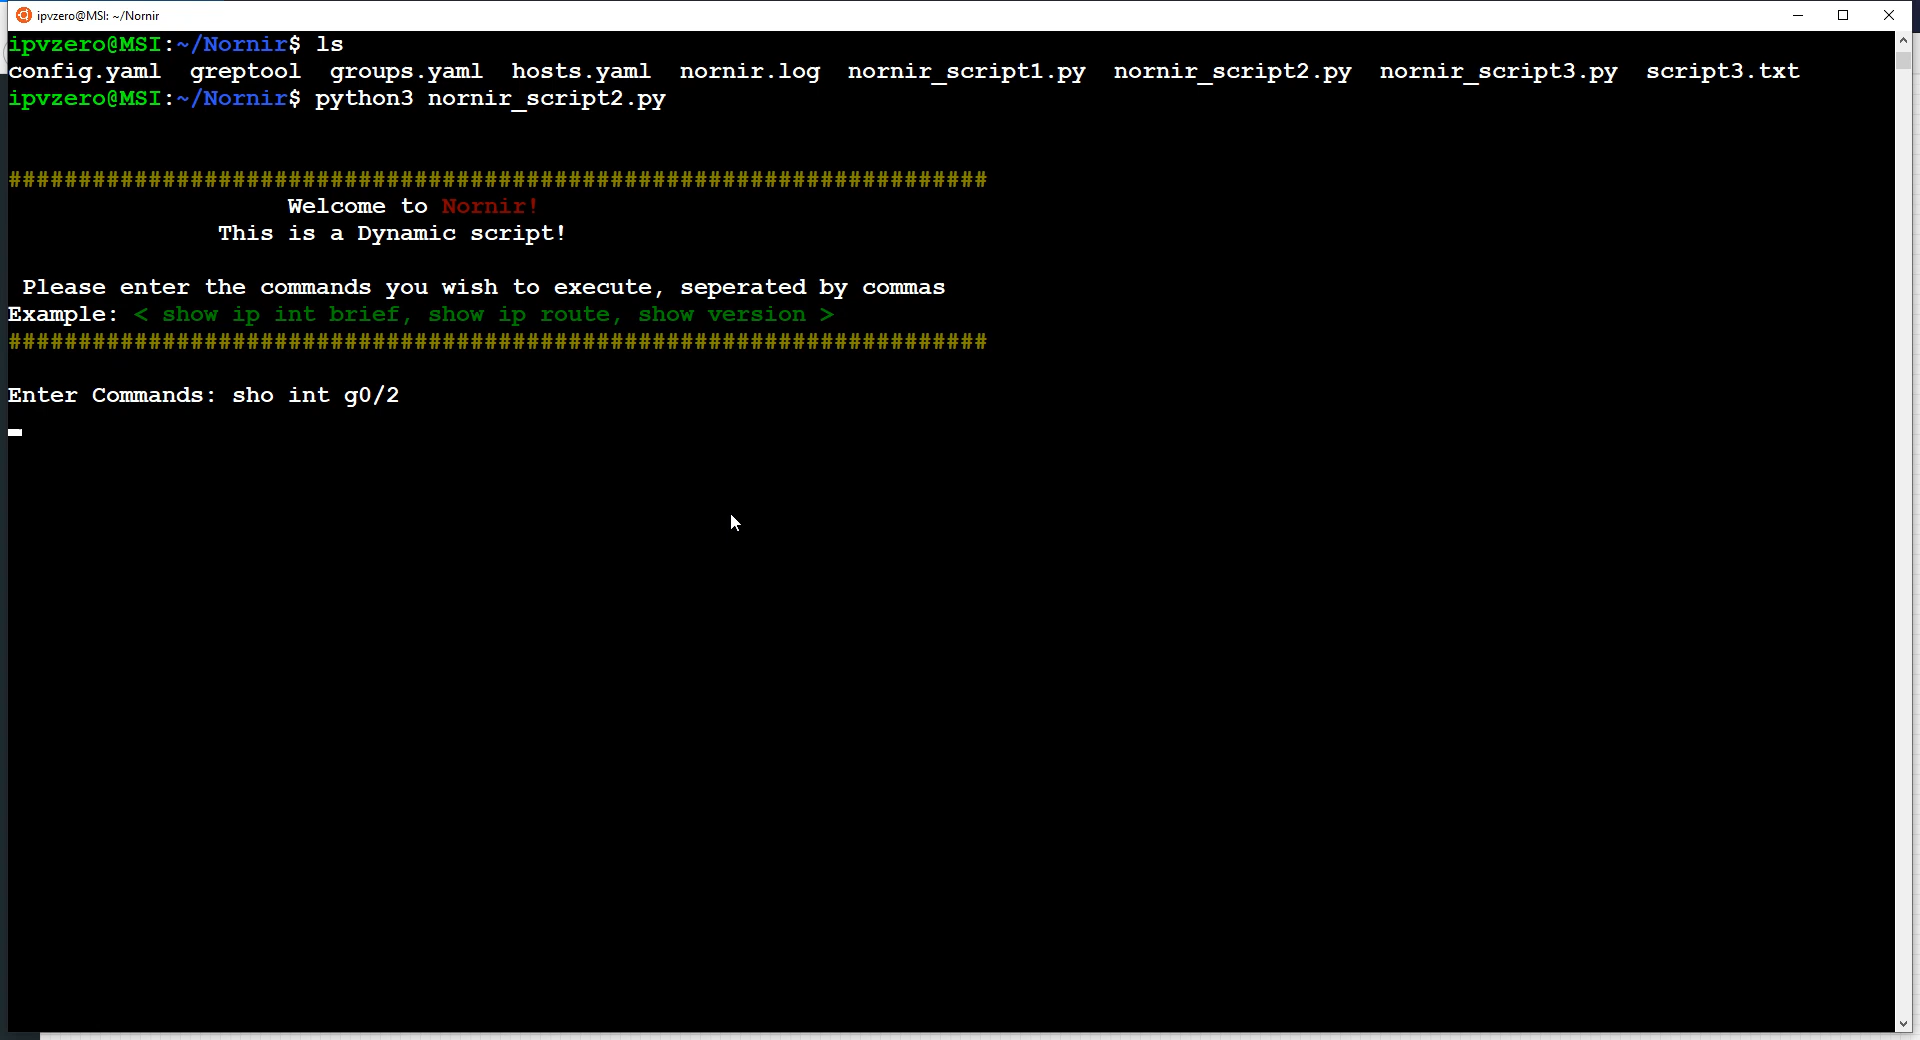 ipvzero@MSI: ~/Nornir
ipvzero@MSI:~/Nornir$ ls
config.yaml  greptool  groups.yaml  hosts.yaml  nornir.log  nornir_script1.py  nornir_script2.py  nornir_script3.py  script3.txt
ipvzero@MSI:~/Nornir$ python3 nornir_script2.py
######################################################################
Welcome to Nornir!
This is a Dynamic script!
Please enter the commands you wish to execute, seperated by commas
Example: < show ip int brief, show ip route, show version >
######################################################################
Enter Commands: sho int g0/2